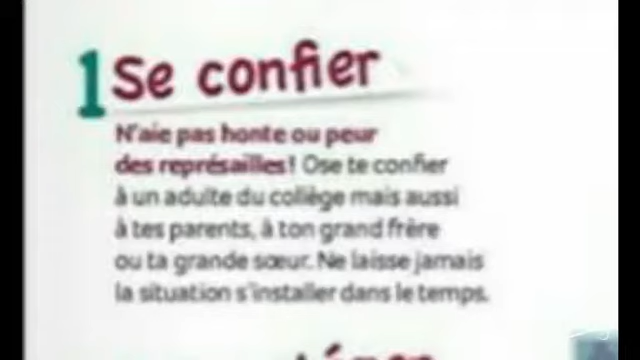 1 Se confier
N'aie pas honte ou peur
des représailles ! Ose te confier
à un adulte du collège mais aussi
à tes parents, à ton grand frère
ou ta grande sœur. Ne laisse jamais
la situation s'installer dans le temps.